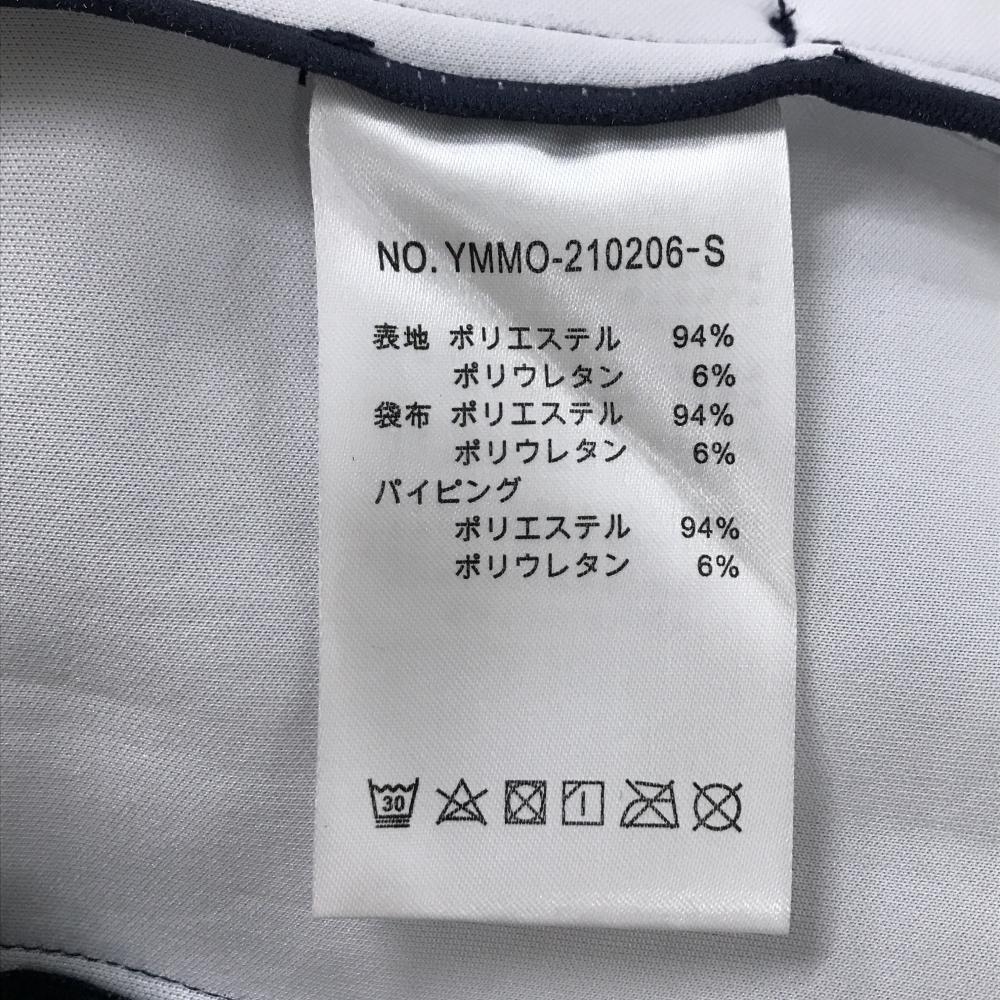 NO. YMMO-210206-S
表地 ポリエステル 94%
ポリウレタン 6%
袋布 ポリエステル 94%
ポリウレタン 6%
パイピング
ポリエステル 94%
ポリウレタン 6%
30